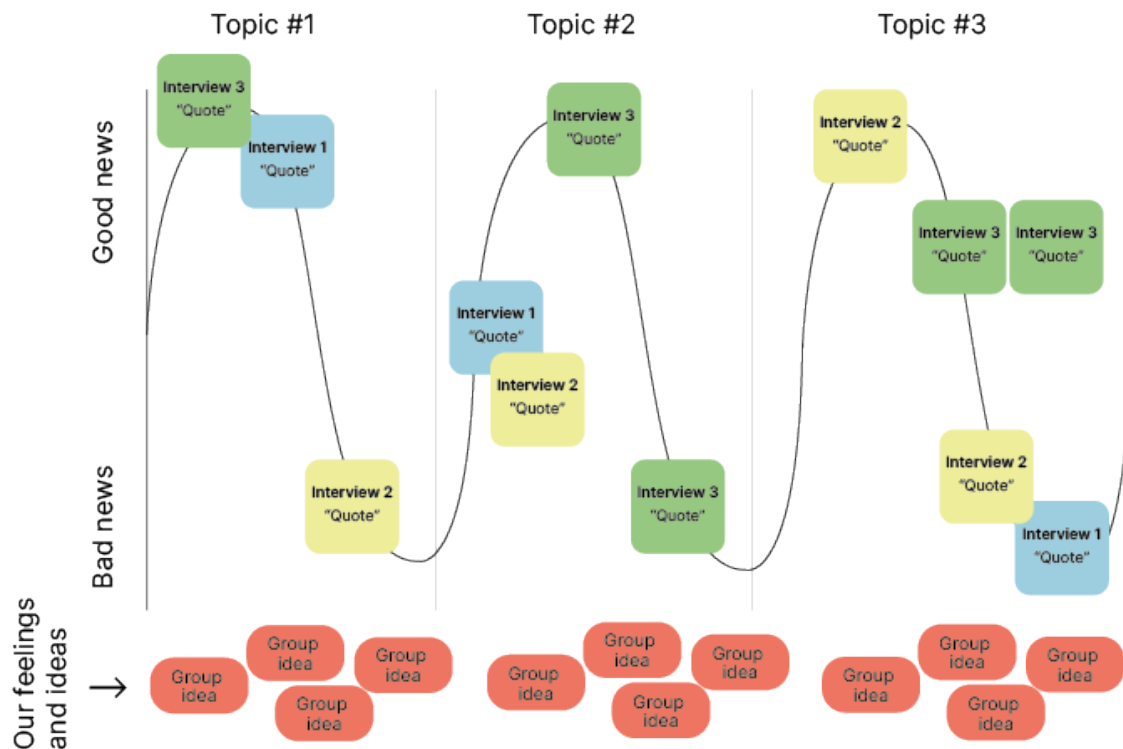 Topic #1
Topic #2
Topic #3
Good news
Bad news
Our feelings
and ideas
Interview 3
“Quote”
Interview 1
“Quote”
Interview 2
“Quote”
Interview 3
“Quote”
Interview 1
“Quote”
Interview 2
“Quote”
Interview 3
“Quote”
Interview 2
“Quote”
Interview 3
“Quote”
Interview 3
“Quote”
Interview 2
“Quote”
Interview 1
“Quote”
Group
idea
Group
idea
Group
idea
Group
idea
Group
idea
Group
idea
Group
idea
Group
idea
Group
idea
Group
idea
Group
idea
Group
idea